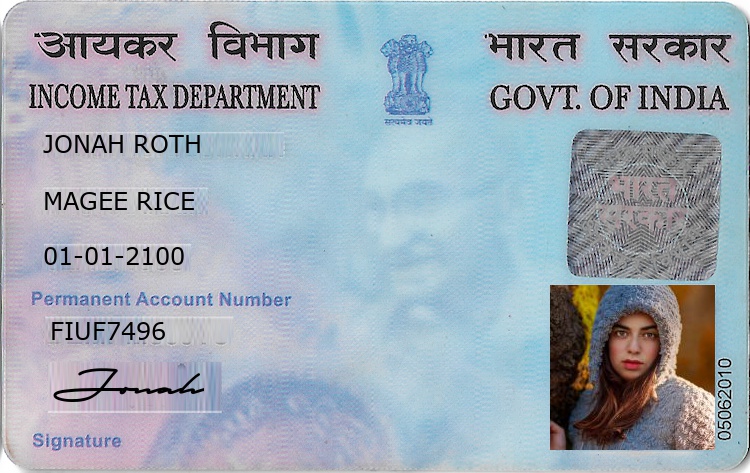 आयकर विभाग
भारत सरकार
INCOME TAX DEPARTMENT
GOVT. OF INDIA
सत्यमेव जयते
JONAH ROTH
भारत
सरकार
MAGEE RICE
01-01-2100
Permanent Account Number
FIUF7496
Jonah
Signature
05062010